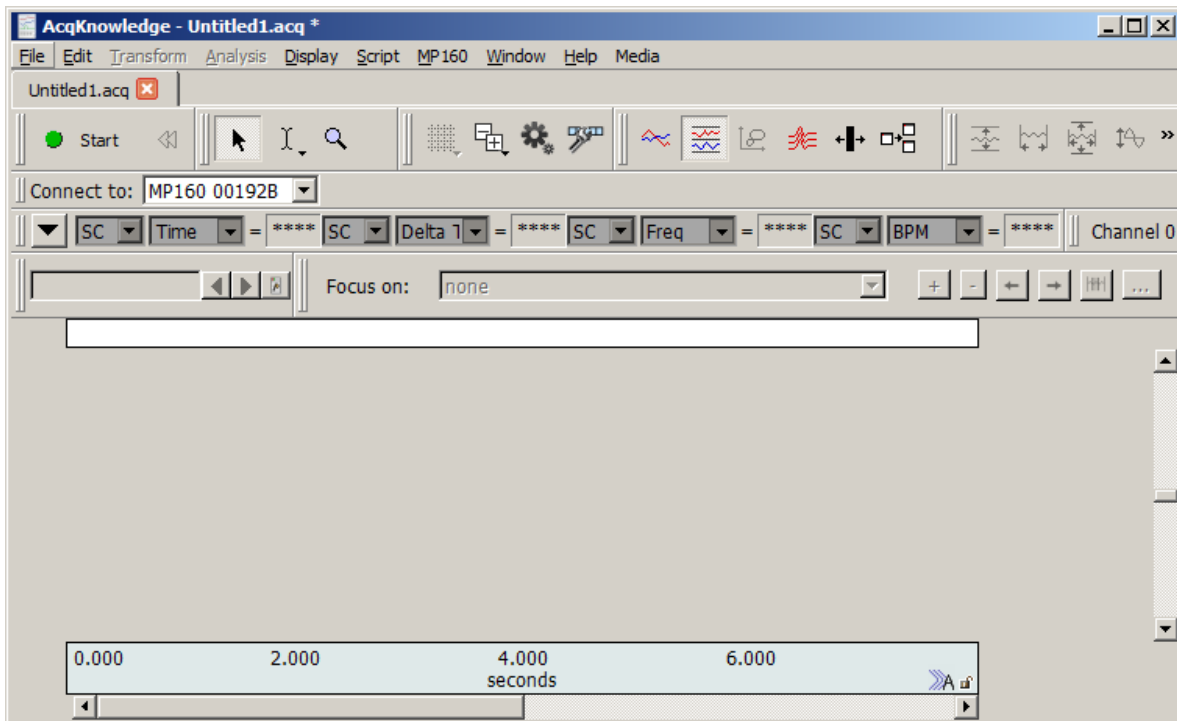 AcqKnowledge - Untitled1.acq *
File Edit Transform Analysis Display Script MP160 Window Help Media
Untitled1.acq
Start
Connect to: MP160 00192B
SC Time = **** SC Delta T = **** SC Freq = **** SC BPM = **** Channel 0
Focus on: none + - ...
0.000 2.000 4.000 6.000
seconds
A